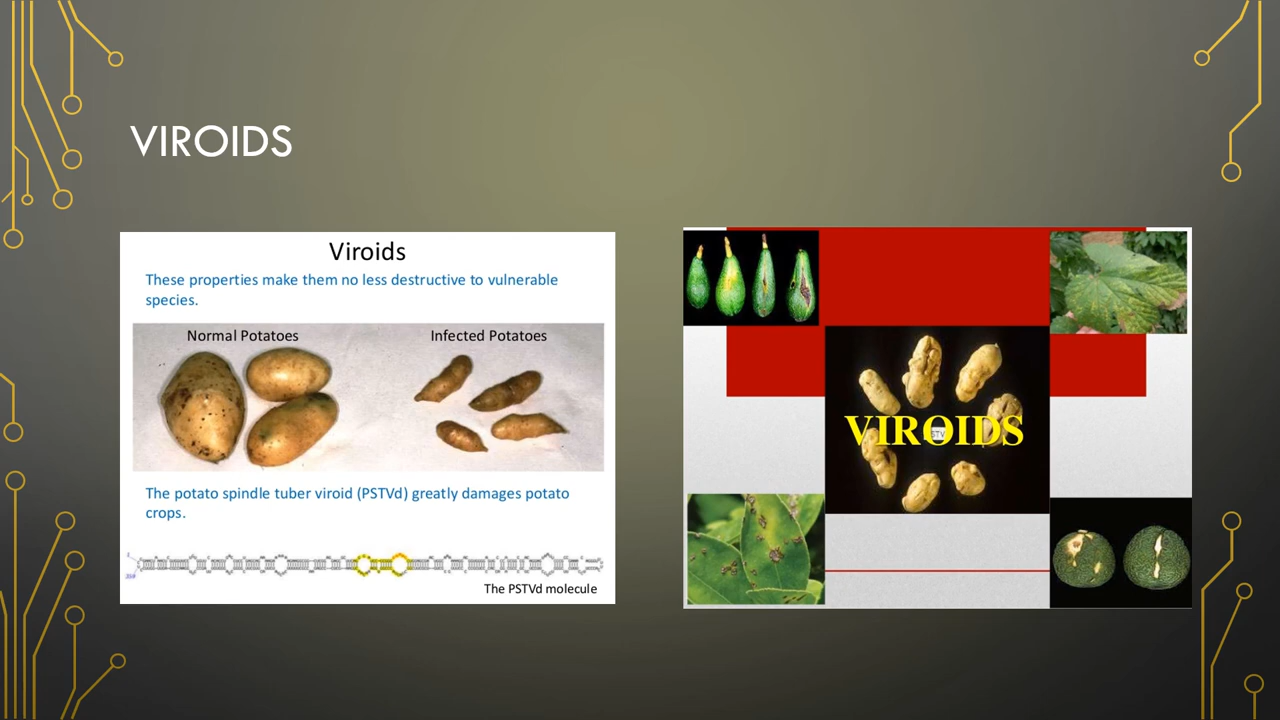 VIROIDS
Viroids
These properties make them no less destructive to vulnerable
species.
Normal Potatoes
Infected Potatoes
The potato spindle tuber viroid (PSTVd) greatly damages potato
crops.
The PSTVd molecule
VIROIDS